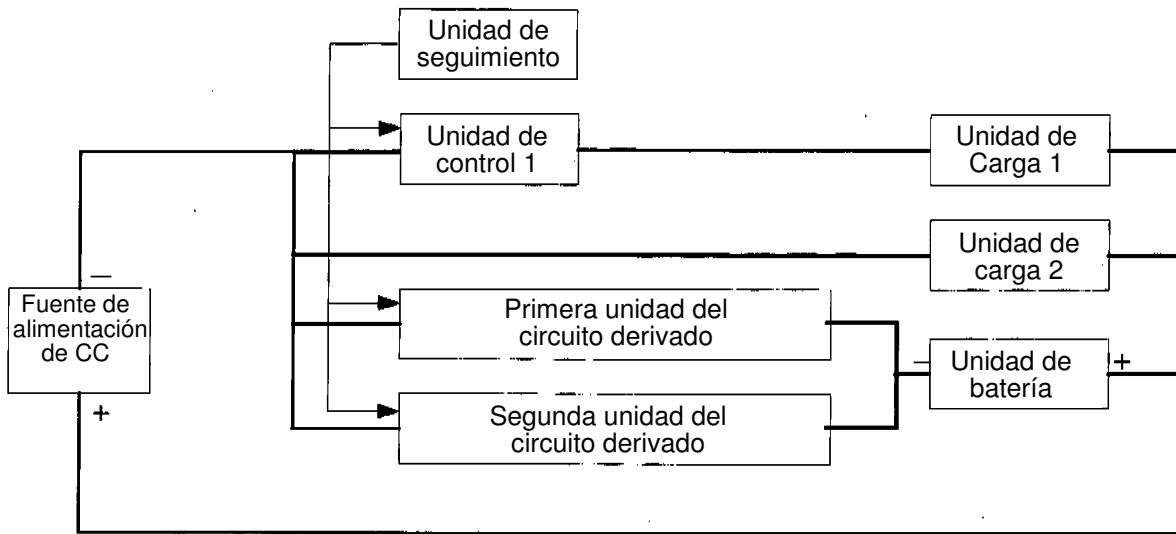 Unidad de
seguimiento
Unidad de
control 1
Unidad de
Carga 1
Unidad de
carga 2
—
Fuente de
alimentación
de CC
+
Primera unidad del
circuito derivado
—
Unidad de
batería
+
Segunda unidad del
circuito derivado